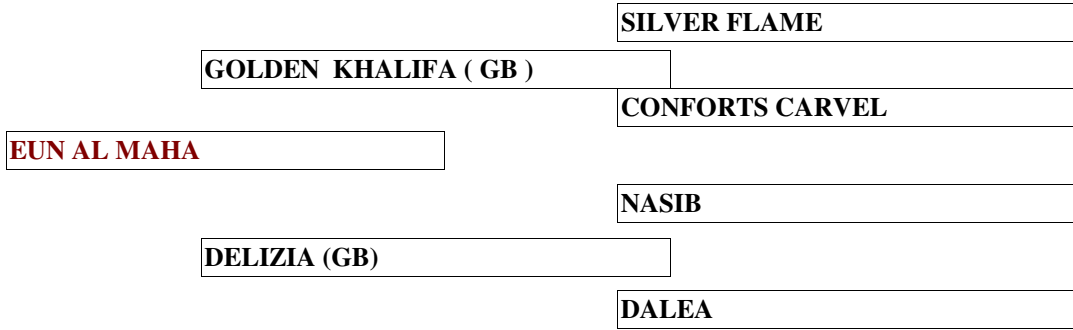 SILVER FLAME
GOLDEN KHALIFA ( GB )
CONFORTS CARVEL
EUN AL MAHA
NASIB
DELIZIA (GB)
DALEA